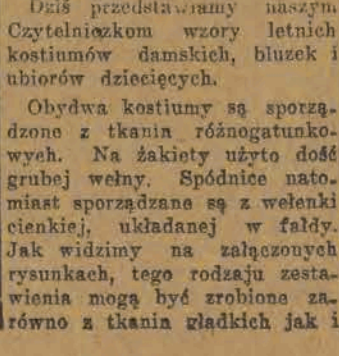 Dziś przedstawiamy naszym
Czytelniczkom wzory letnich
kostiumów damskich, bluzek i
ubiorów dziecięcych.
Obydwa kostiumy są sporzą-
dzone z tkanin różnogatunko-
wych. Na żakiety użyto dość
grubej wełny. Spódnice nato-
miast sporządzane są z wełenki
cienkiej, układanej w fałdy.
Jak widzimy na załączonych
rysunkach, tego rodzaju zesta-
wienia mogą być zrobione za-
równo z tkanin gładkich jak i